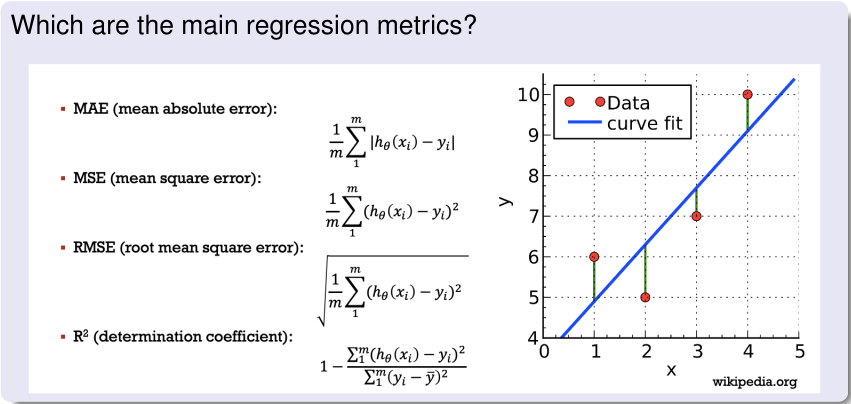 Which are the main regression metrics?
▪ MAE (mean absolute error):
$\frac{1}{m}\sum_{1}^{m}|h_\theta(x_i) - y_i|$
▪ MSE (mean square error):
$\frac{1}{m}\sum_{1}^{m}(h_\theta(x_i) - y_i)^2$
▪ RMSE (root mean square error):
$\sqrt{\frac{1}{m}\sum_{1}^{m}(h_\theta(x_i) - y_i)^2}$
▪ R² (determination coefficient):
$1 - \frac{\sum_{1}^{m}(h_\theta(x_i) - y_i)^2}{\sum_{1}^{m}(y_i - \bar{y})^2}$
Data
curve fit
10
9
8
7
6
5
4
y
0 1 2 3 4 5
x
wikipedia.org